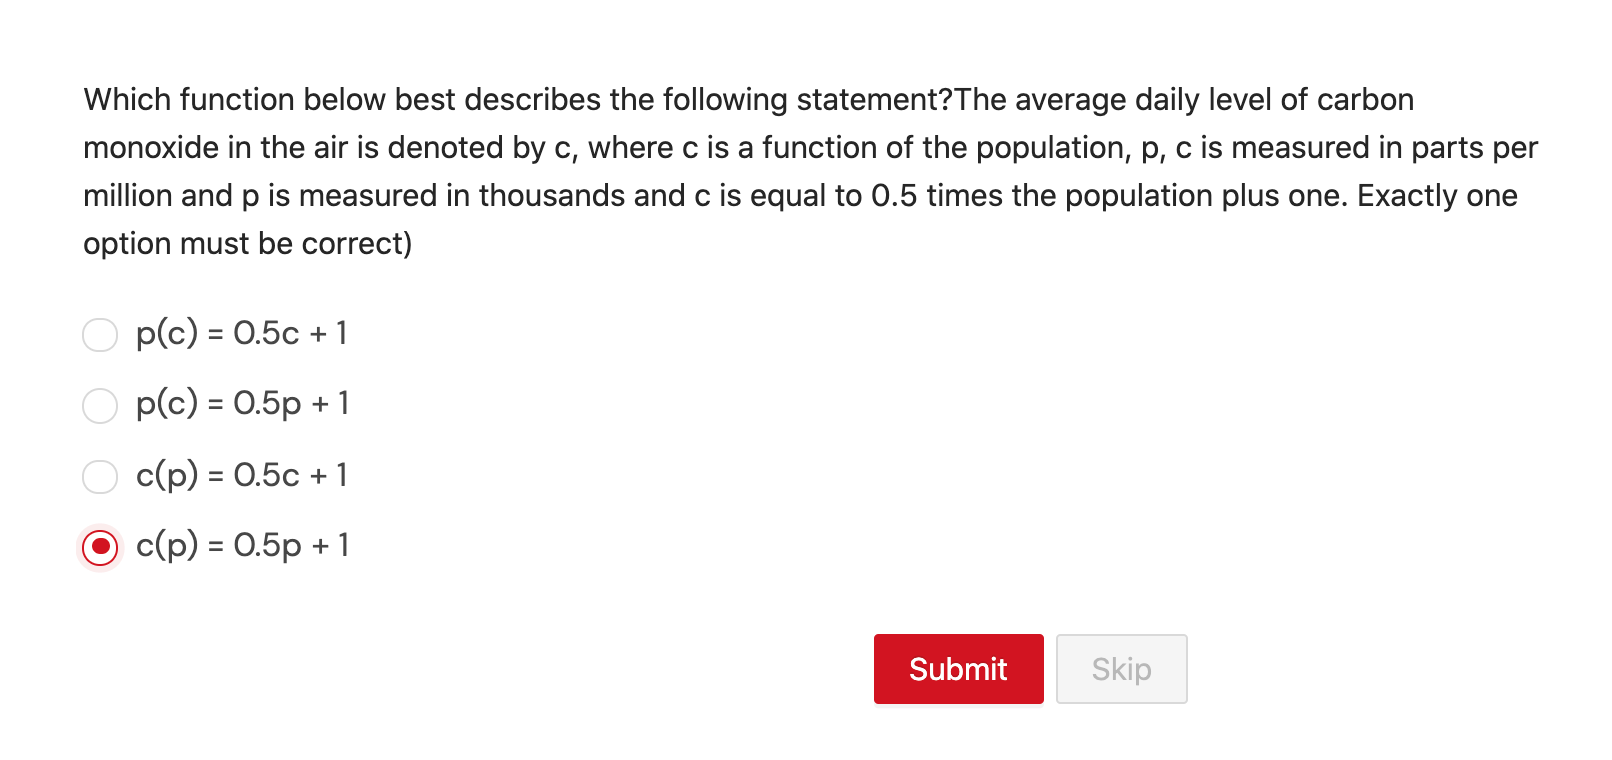 Which function below best describes the following statement?The average daily level of carbon
monoxide in the air is denoted by c, where c is a function of the population, p, c is measured in parts per
million and p is measured in thousands and c is equal to 0.5 times the population plus one. Exactly one
option must be correct)
p(c) = 0.5c + 1
p(c) = 0.5p + 1
c(p) = 0.5c + 1
c(p) = 0.5p + 1
Submit Skip